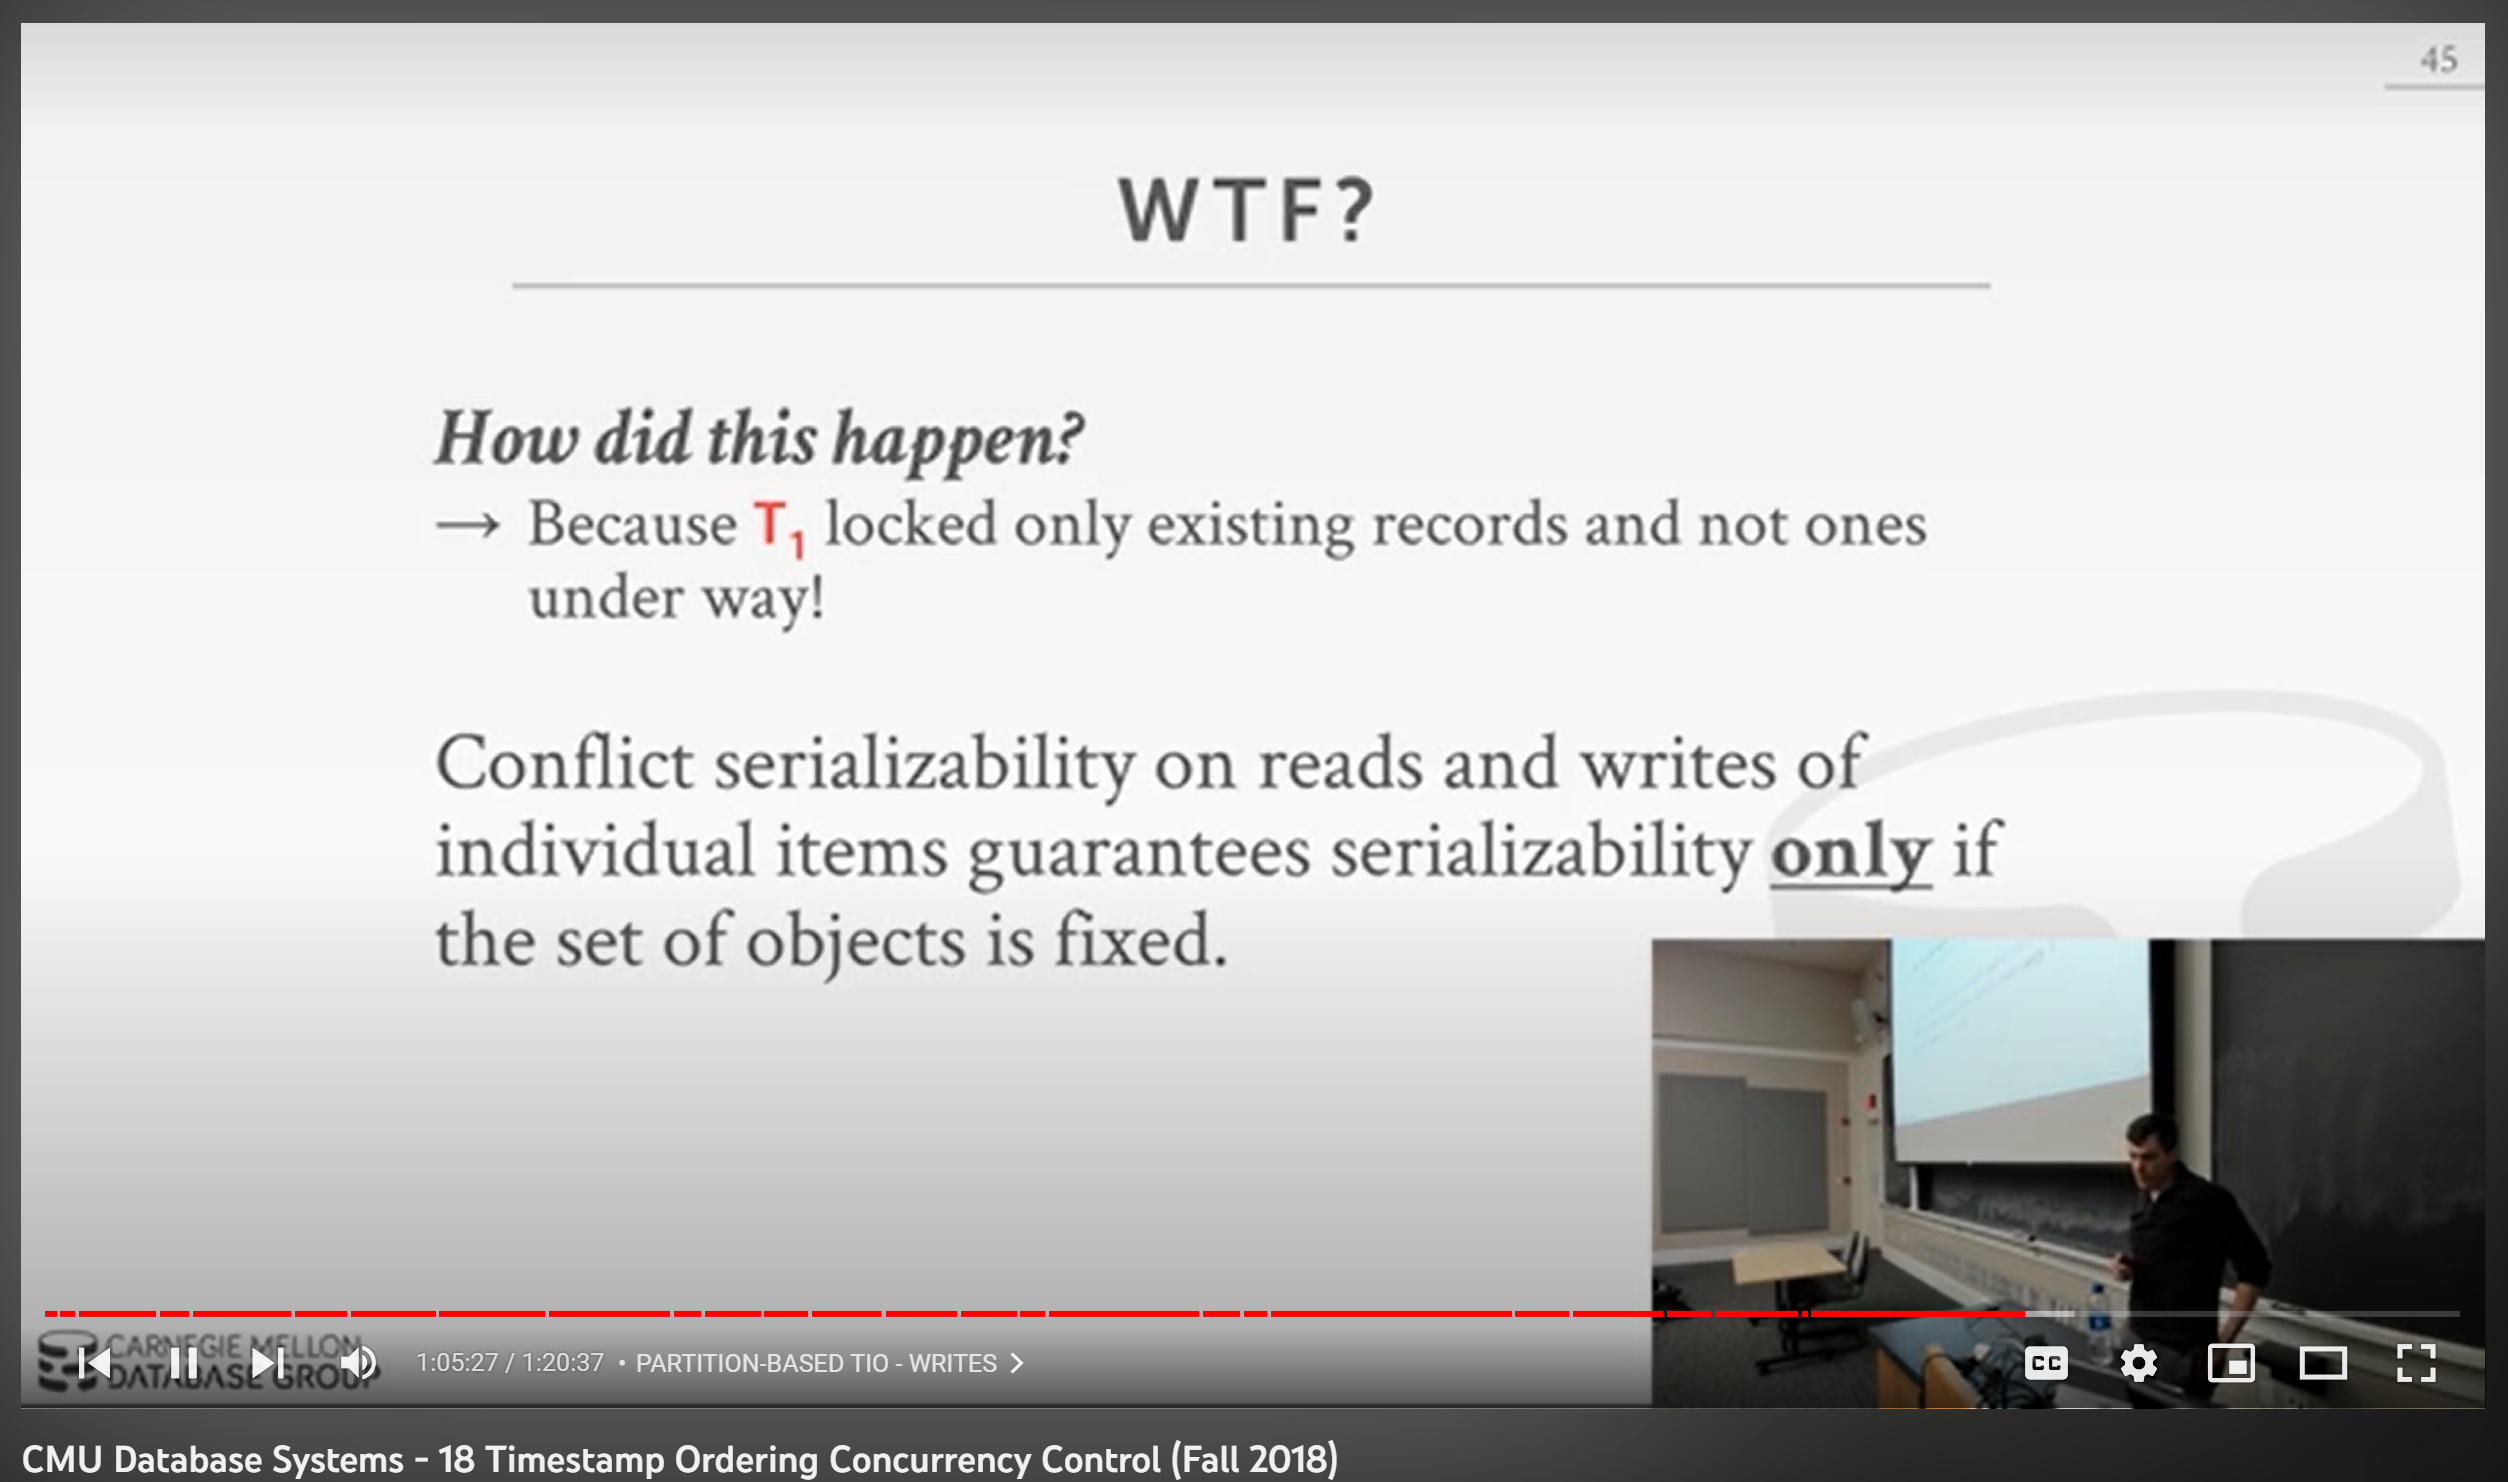 45
WTF?
How did this happen?
→ Because T1 locked only existing records and not ones
under way!
Conflict serializability on reads and writes of
individual items guarantees serializability only if
the set of objects is fixed.
CARNEGIE MELLON
DATABASE GROUP
1:05:27 / 1:20:37 • PARTITION-BASED TIO - WRITES
CC
CMU Database Systems - 18 Timestamp Ordering Concurrency Control (Fall 2018)